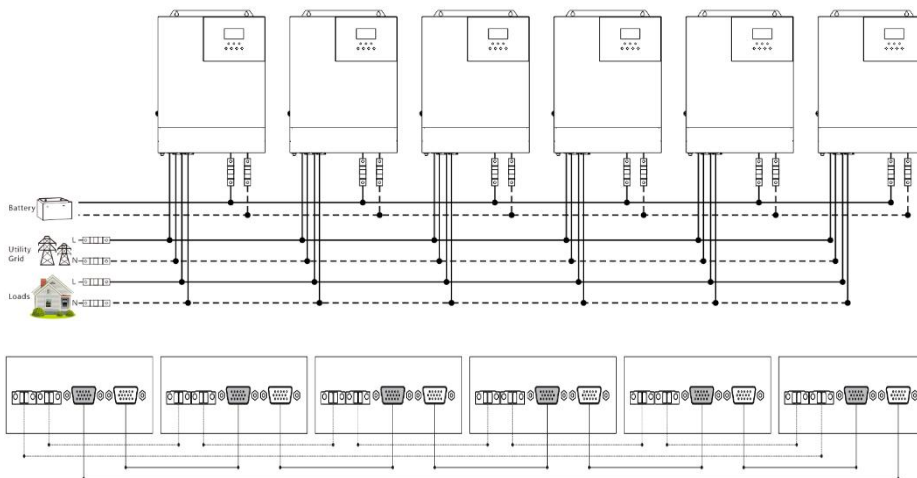 Battery
L
Utility
Grid
N
L
Loads
N